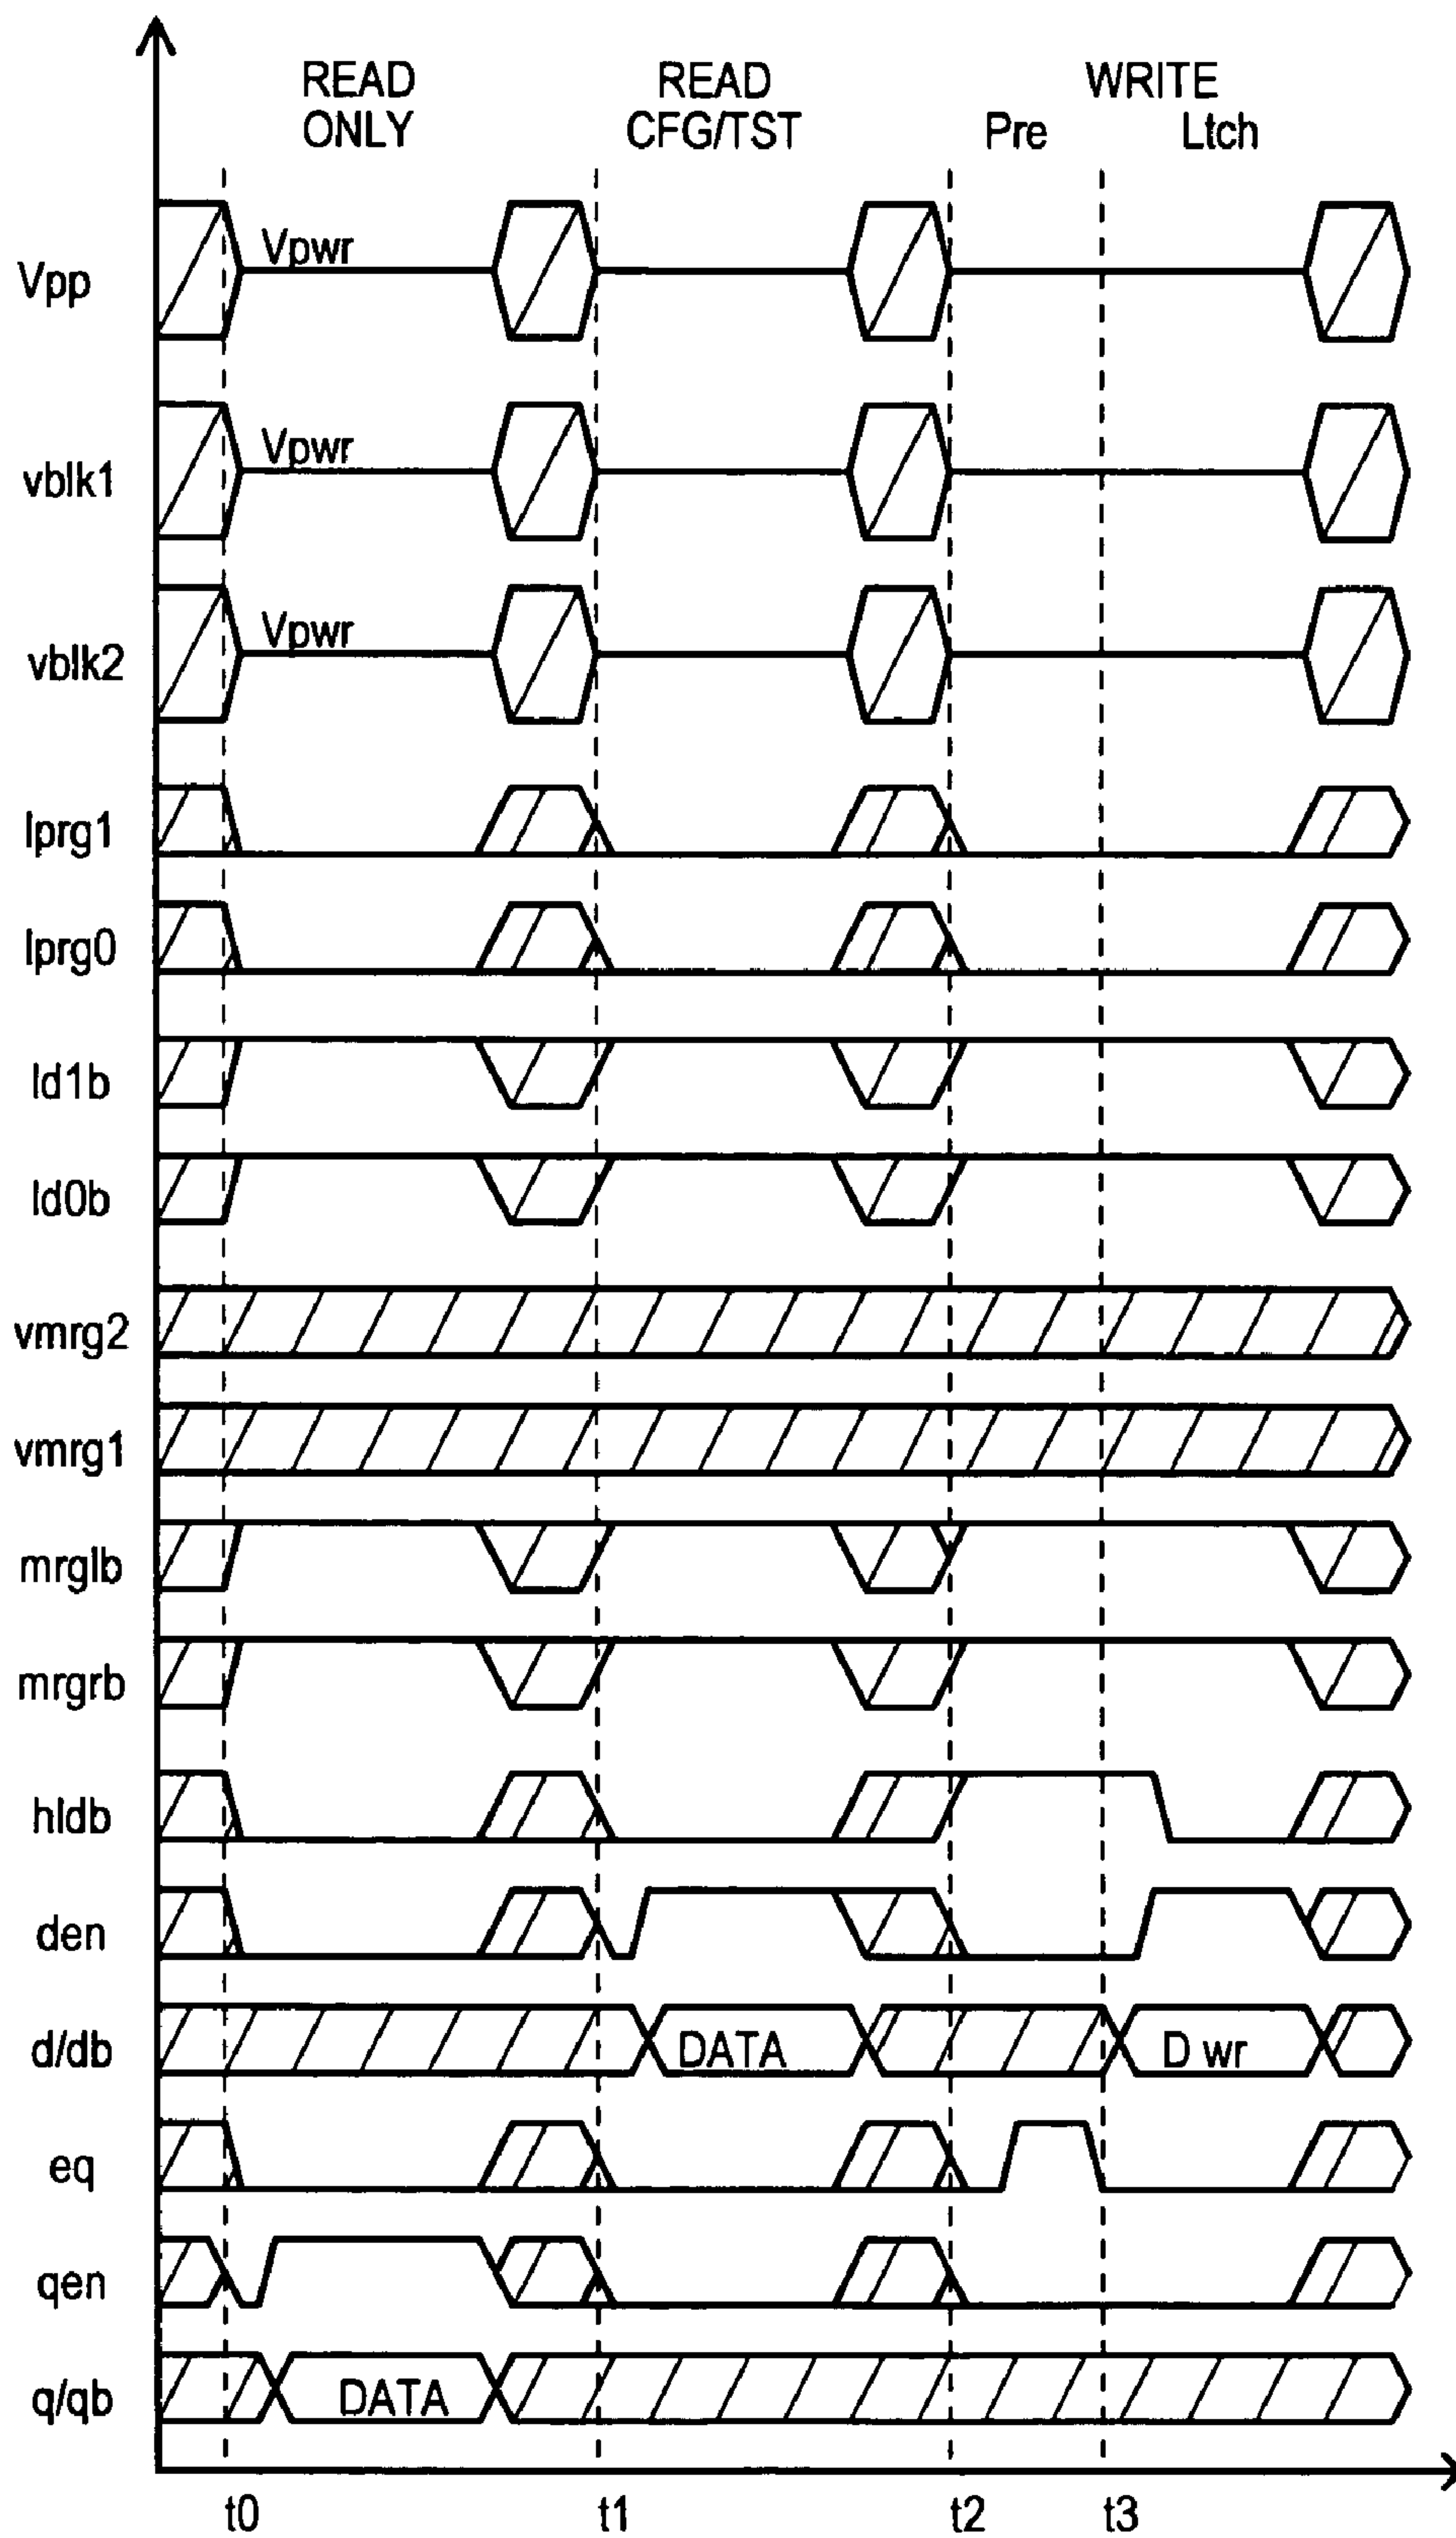 READ
ONLY
READ
CFG/TST
WRITE
Pre
Ltch
Vpp
Vpwr
vblk1
Vpwr
vblk2
Vpwr
lprg1
lprg0
ld1b
ld0b
vmrg2
vmrg1
mrglb
mrgrb
hldb
den
d/db
DATA
D wr
eq
qen
q/qb
DATA
t0
t1
t2
t3